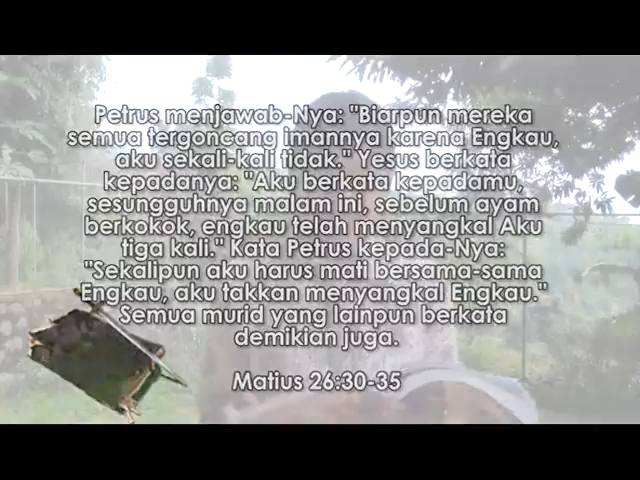 Petrus menjawab-Nya: "Biarpun mereka
semua tergoncang imannya karena Engkau,
aku sekali-kali tidak." Yesus berkata
kepadanya: "Aku berkata kepadamu,
sesungguhnya malam ini, sebelum ayam
berkokok, engkau telah menyangkal Aku
tiga kali." Kata Petrus kepada-Nya:
"Sekalipun aku harus mati bersama-sama
Engkau, aku takkan menyangkal Engkau."
Semua murid yang lainpun berkata
demikian juga.
Matius 26:30-35